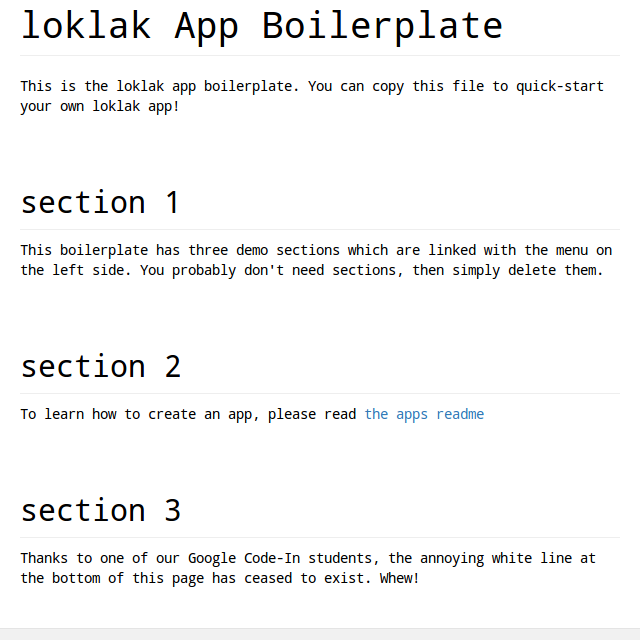 loklak App Boilerplate
This is the loklak app boilerplate. You can copy this file to quick-start
your own loklak app!
section 1
This boilerplate has three demo sections which are linked with the menu on
the left side. You probably don't need sections, then simply delete them.
section 2
To learn how to create an app, please read the apps readme
section 3
Thanks to one of our Google Code-In students, the annoying white line at
the bottom of this page has ceased to exist. Whew!